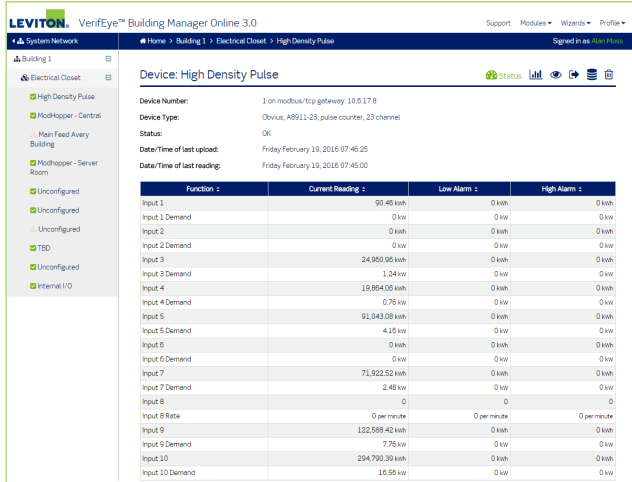 LEVITON. VerifEye™ Building Manager Online 3.0
Support Modules Wizards Profile
System Network
Home > Building 1 > Electrical Closet > High Density Pulse
Signed in as Alan Moss
Building 1
Electrical Closet
High Density Pulse
ModHopper - Central
Main Feed Avery
Building
Modhopper - Server
Room
Unconfigured
Unconfigured
Unconfigured
TBD
Unconfigured
Internal I/O
Device: High Density Pulse
Status
Device Number: 1 on modbus/tcp gateway: 10.6.17.8
Device Type: Obvius, A8911-23, pulse counter, 23 channel
Status: OK
Date/Time of last upload: Friday February 19, 2016 07:46:25
Date/Time of last reading: Friday February 19, 2016 07:45:00
Function Current Reading Low Alarm High Alarm
Input 1 90.46 kwh 0 kwh 0 kwh
Input 1 Demand 0 kw 0 kw 0 kw
Input 2 0 kwh 0 kwh 0 kwh
Input 2 Demand 0 kw 0 kw 0 kw
Input 3 24,960.96 kwh 0 kwh 0 kwh
Input 3 Demand 1.24 kw 0 kw 0 kw
Input 4 19,864.06 kwh 0 kwh 0 kwh
Input 4 Demand 0.76 kw 0 kw 0 kw
Input 5 91,043.08 kwh 0 kwh 0 kwh
Input 5 Demand 4.16 kw 0 kw 0 kw
Input 6 0 kwh 0 kwh 0 kwh
Input 6 Demand 0 kw 0 kw 0 kw
Input 7 71,922.52 kwh 0 kwh 0 kwh
Input 7 Demand 2.48 kw 0 kw 0 kw
Input 8 0 0 0
Input 8 Rate 0 per minute 0 per minute 0 per minute
Input 9 122,588.42 kwh 0 kwh 0 kwh
Input 9 Demand 7.76 kw 0 kw 0 kw
Input 10 294,790.39 kwh 0 kwh 0 kwh
Input 10 Demand 16.56 kw 0 kw 0 kw